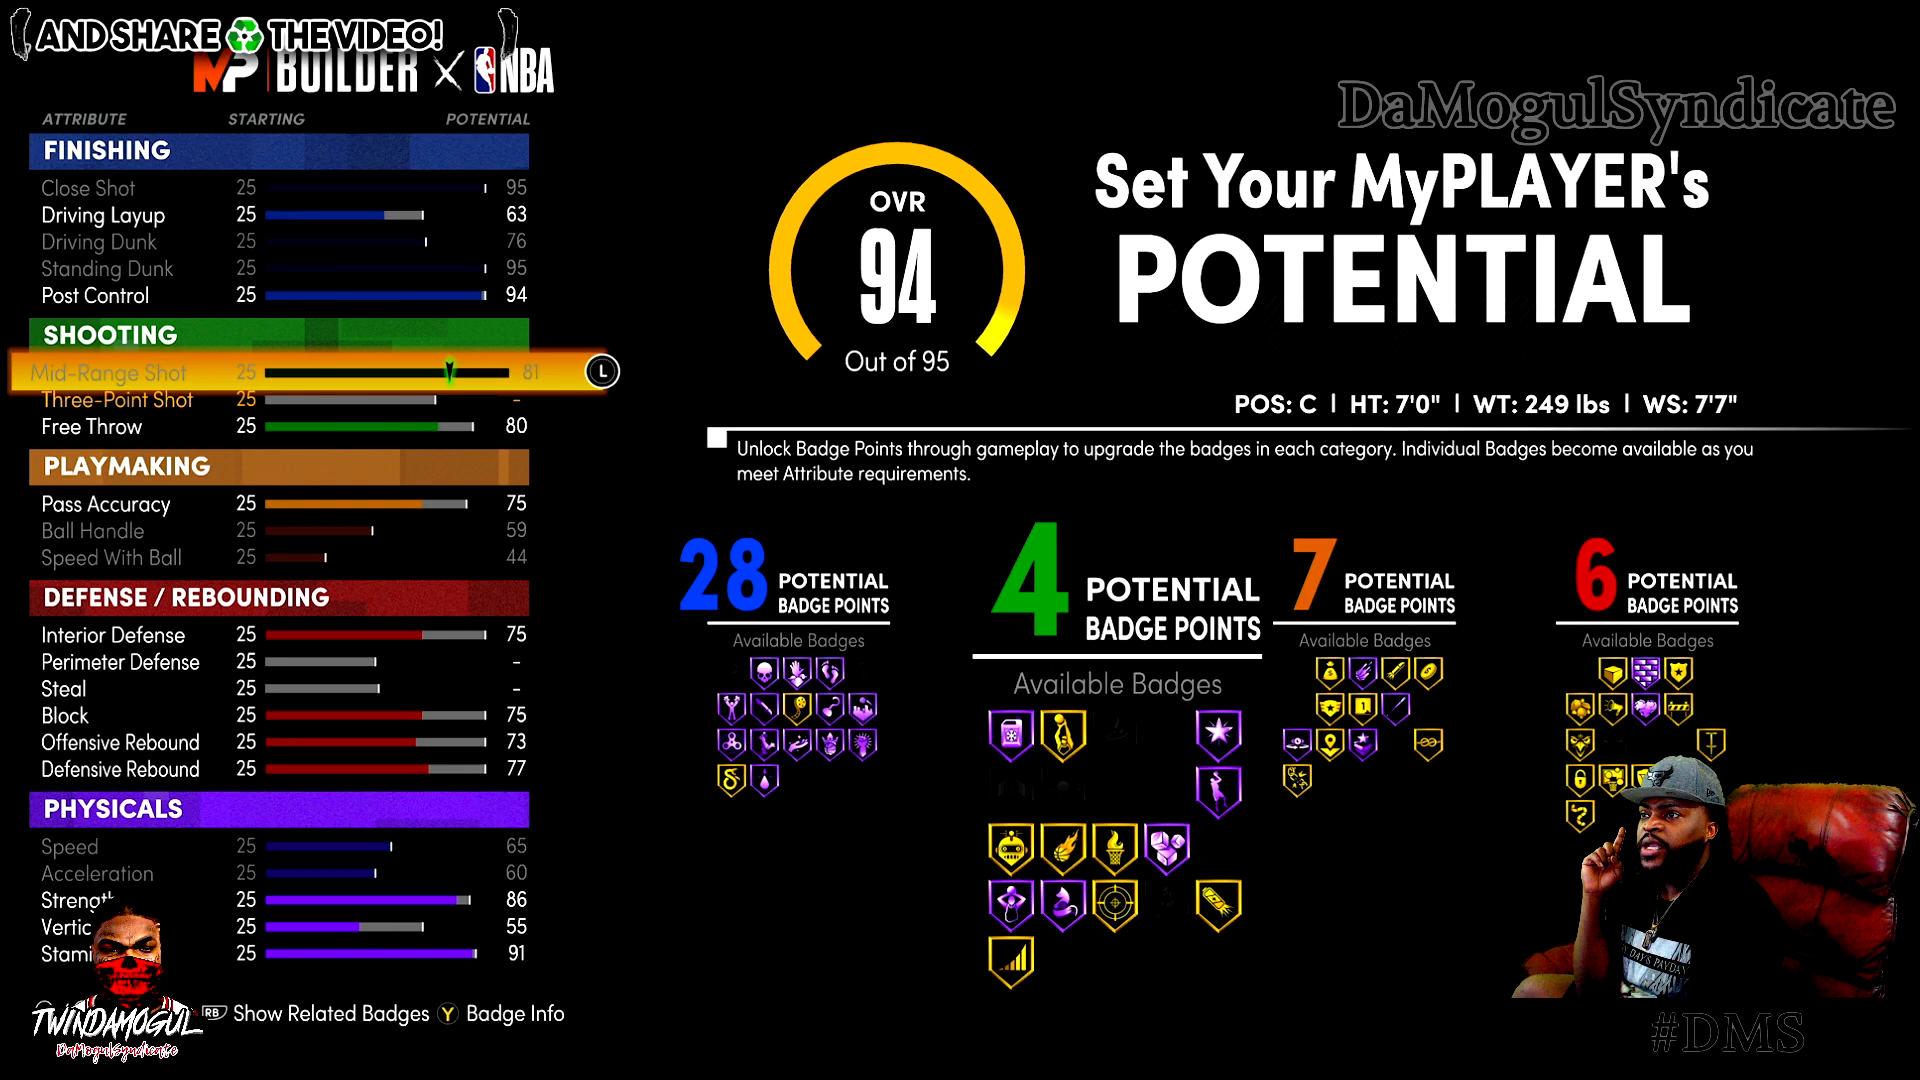 AND SHARE THE VIDEO!
MP BUILDER X NBA
DaMogulSyndicate
ATTRIBUTE STARTING POTENTIAL
FINISHING
Close Shot 25 95
Driving Layup 25 63
Driving Dunk 25 76
Standing Dunk 25 95
Post Control 25 94
SHOOTING
Mid-Range Shot 25 81 L
Three-Point Shot 25 -
Free Throw 25 80
PLAYMAKING
Pass Accuracy 25 75
Ball Handle 25 59
Speed With Ball 25 44
DEFENSE / REBOUNDING
Interior Defense 25 75
Perimeter Defense 25 -
Steal 25 -
Block 25 75
Offensive Rebound 25 73
Defensive Rebound 25 77
PHYSICALS
Speed 25 65
Acceleration 25 60
Strength 25 86
Vertic 25 55
Stami 25 91
RB Show Related Badges Y Badge Info
TWINDAMOGUL
DaMogulSyndicate
OVR
94
Out of 95
Set Your MyPLAYER's
POTENTIAL
POS: C | HT: 7'0" | WT: 249 lbs | WS: 7'7"
Unlock Badge Points through gameplay to upgrade the badges in each category. Individual Badges become available as you
meet Attribute requirements.
28 POTENTIAL BADGE POINTS
Available Badges
4 POTENTIAL BADGE POINTS
Available Badges
7 POTENTIAL BADGE POINTS
Available Badges
6 POTENTIAL BADGE POINTS
Available Badges
#DMS